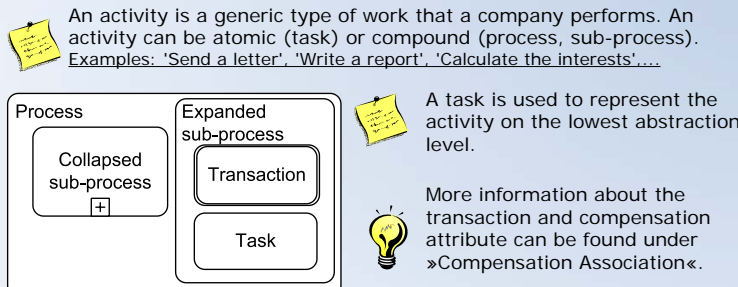 An activity is a generic type of work that a company performs. An
activity can be atomic (task) or compound (process, sub-process).
Examples: 'Send a letter', 'Write a report', 'Calculate the interests',...
Process
Collapsed
sub-process
+
Expanded
sub-process
Transaction
Task
A task is used to represent the
activity on the lowest abstraction
level.
More information about the
transaction and compensation
attribute can be found under
»Compensation Association«.